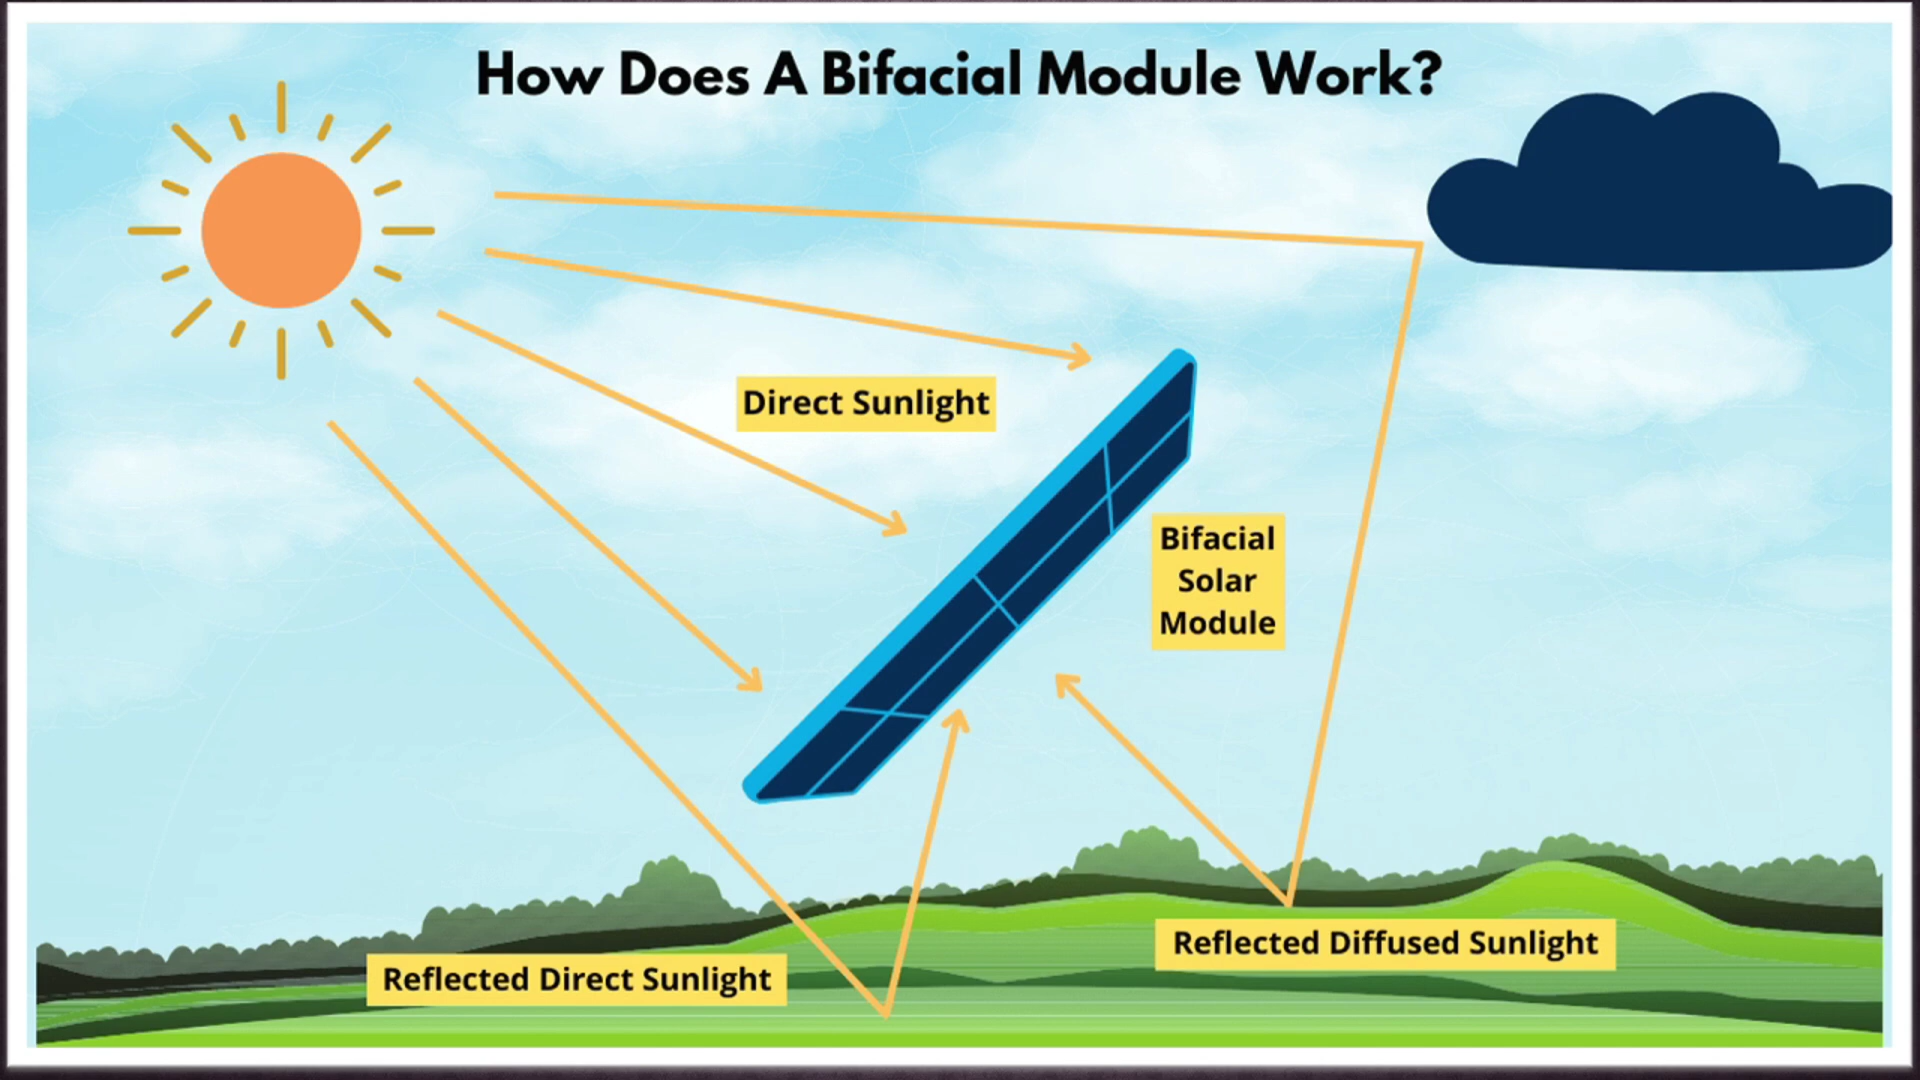 How Does A Bifacial Module Work?
Direct Sunlight
Bifacial
Solar
Module
Reflected Diffused Sunlight
Reflected Direct Sunlight